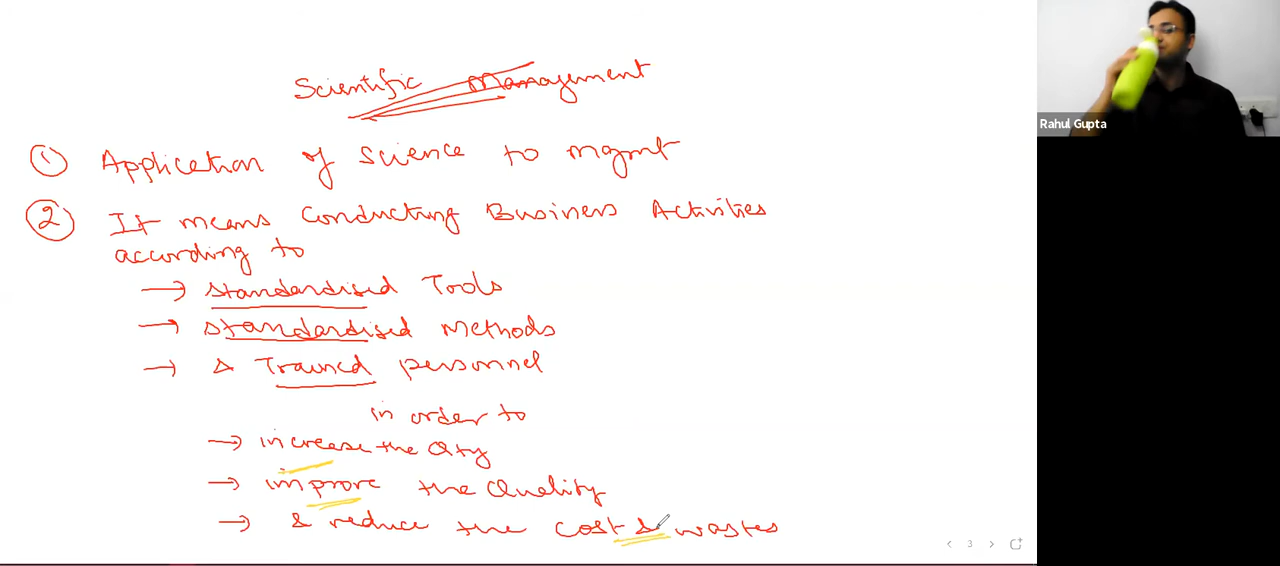 Scientific Management
① Application of Science to mgmt
② It means conducting Business Activities
according to
→ Standardised Tools
→ Standardised Methods
→ & Trained personnel
in order to
→ increase the Qty
→ improve the Quality
→ & reduce the cost & wastes
Rahul Gupta
< 3 >